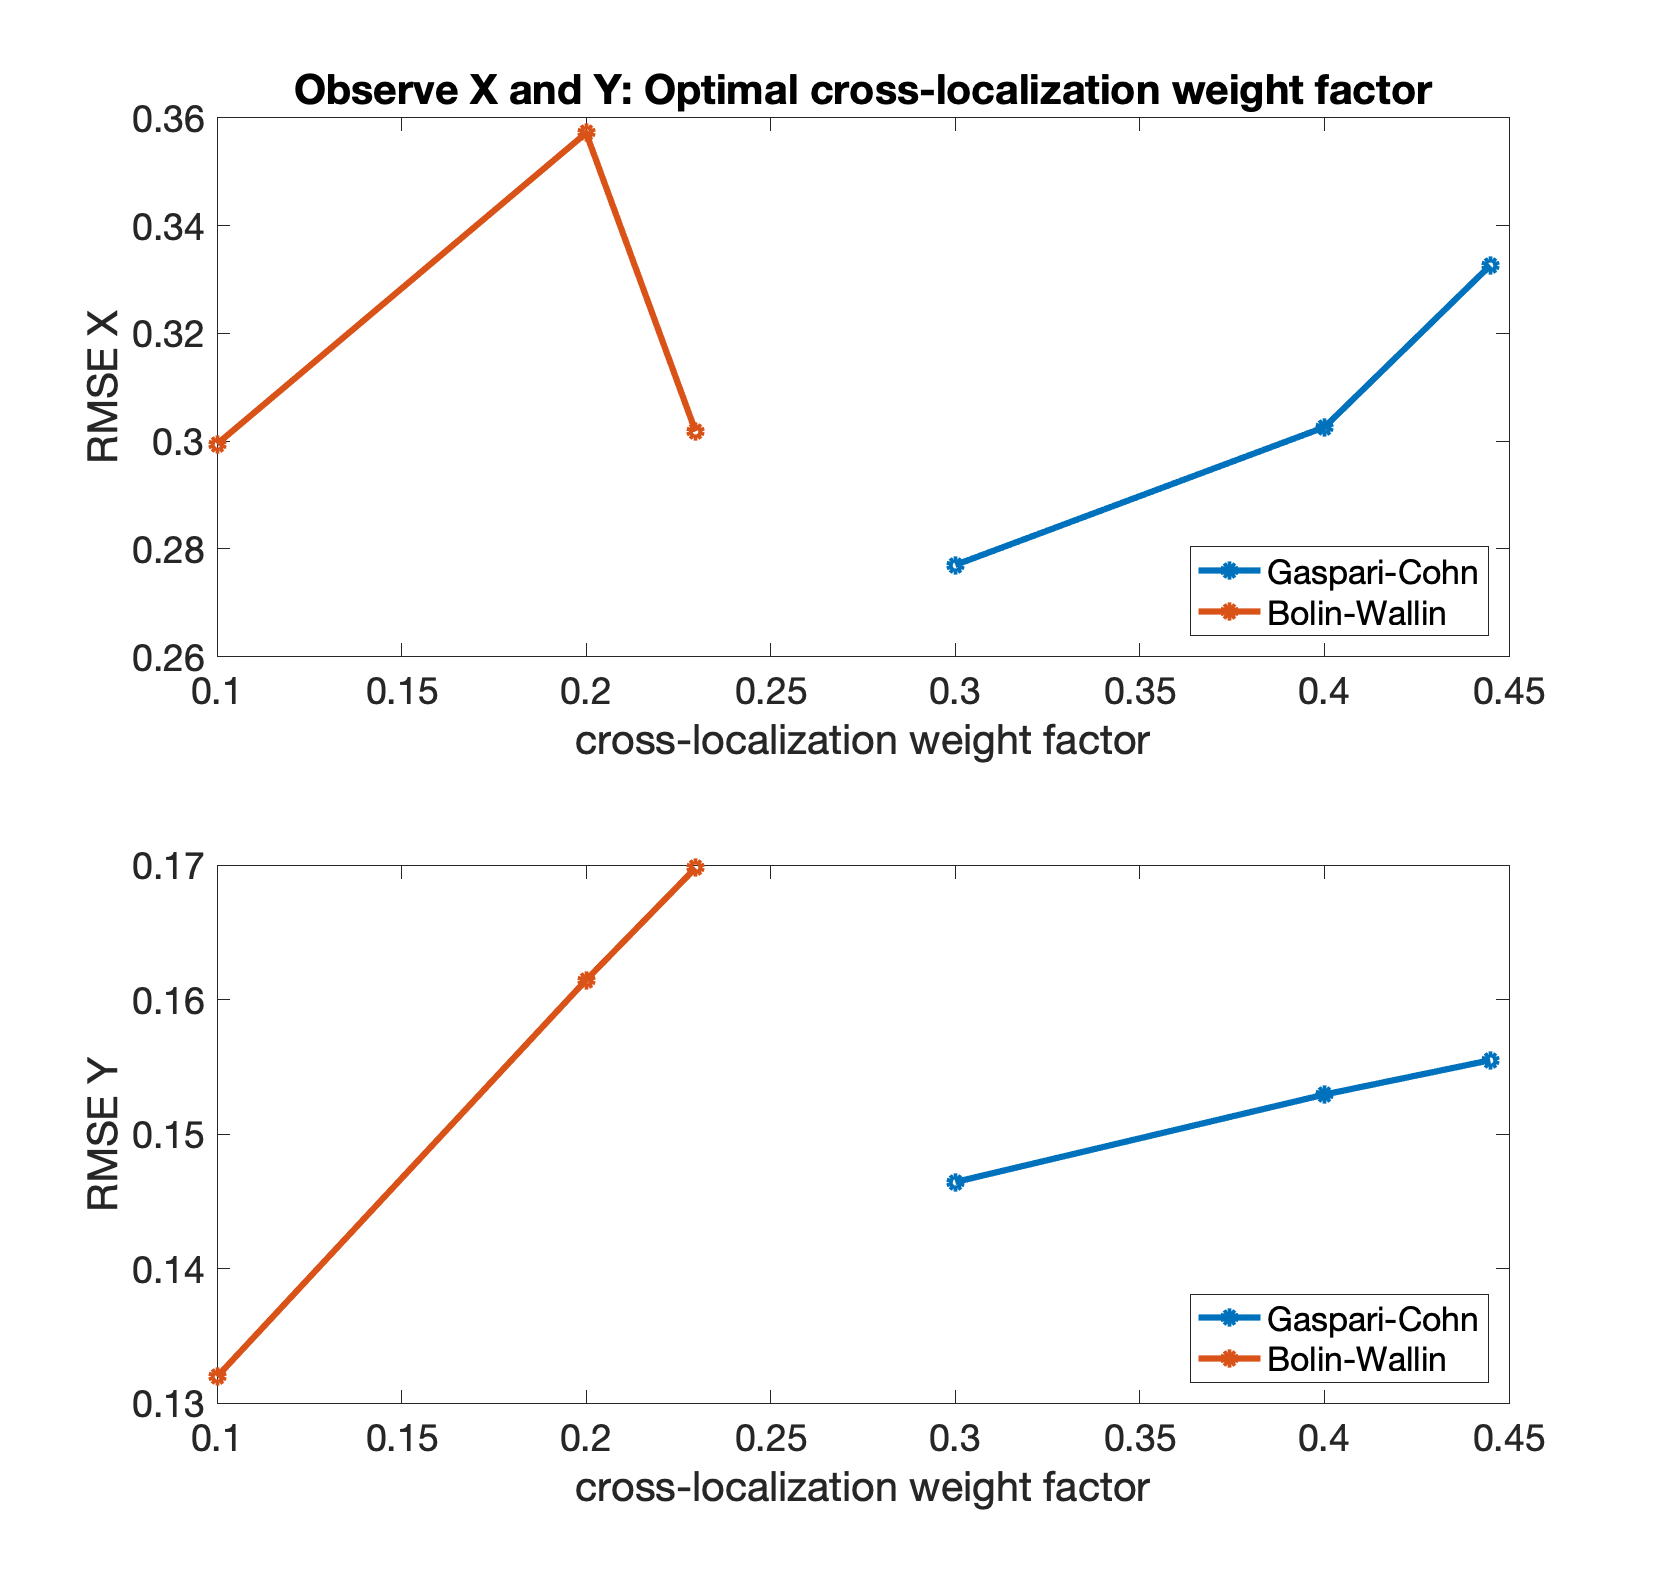 Observe X and Y: Optimal cross-localization weight factor
0.36
0.34
0.32
0.3
0.28
0.26
RMSE X
0.1 0.15 0.2 0.25 0.3 0.35 0.4 0.45
cross-localization weight factor
Gaspari-Cohn
Bolin-Wallin
0.17
0.16
0.15
0.14
0.13
RMSE Y
0.1 0.15 0.2 0.25 0.3 0.35 0.4 0.45
cross-localization weight factor
Gaspari-Cohn
Bolin-Wallin